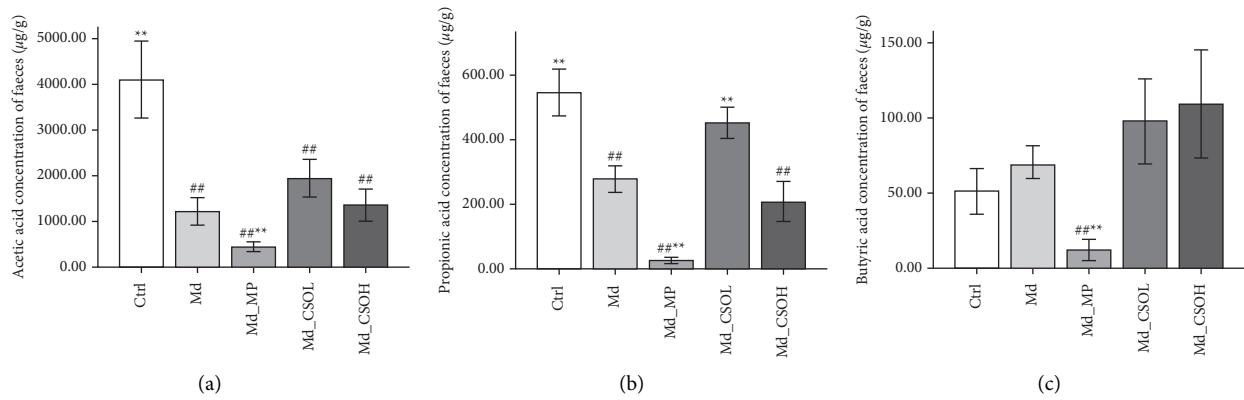 Acetic acid concentration of faeces (μg/g)
5000.00
4000.00
3000.00
2000.00
1000.00
0.00
**
##
##**
##
##
Ctrl
Md
Md_MP
Md_CSOL
Md_CSOH
(a)
Propionic acid concentration of faeces (μg/g)
600.00
400.00
200.00
0.00
**
##
##**
**
##
Ctrl
Md
Md_MP
Md_CSOL
Md_CSOH
(b)
Butyric acid concentration of faeces (μg/g)
150.00
100.00
50.00
0.00
##**
Ctrl
Md
Md_MP
Md_CSOL
Md_CSOH
(c)